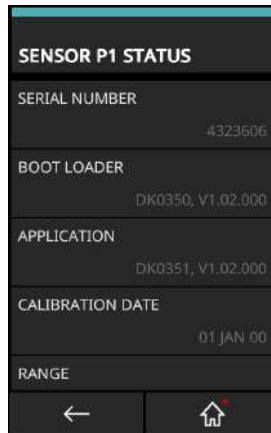 SENSOR P1 STATUS
SERIAL NUMBER
4323606
BOOT LOADER
DK0350, V1.02.000
APPLICATION
DK0351, V1.02.000
CALIBRATION DATE
01 JAN 00
RANGE